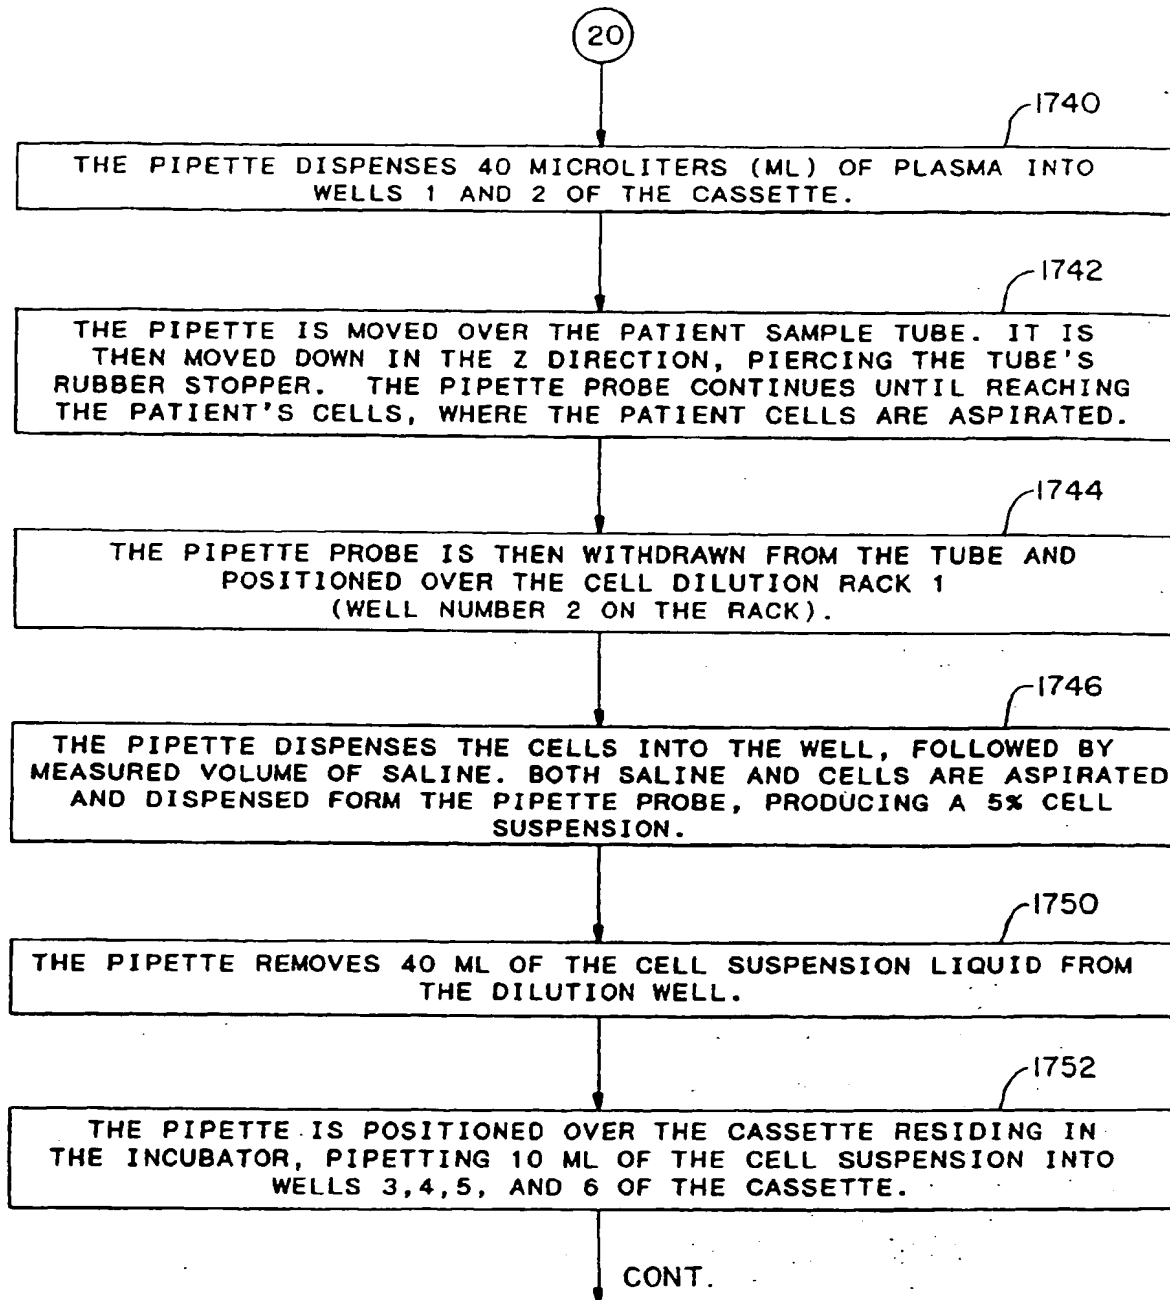 20
1740
THE PIPETTE DISPENSES 40 MICROLITERS (ML) OF PLASMA INTO
WELLS 1 AND 2 OF THE CASSETTE.
1742
THE PIPETTE IS MOVED OVER THE PATIENT SAMPLE TUBE. IT IS
THEN MOVED DOWN IN THE Z DIRECTION, PIERCING THE TUBE'S
RUBBER STOPPER. THE PIPETTE PROBE CONTINUES UNTIL REACHING
THE PATIENT'S CELLS, WHERE THE PATIENT CELLS ARE ASPIRATED.
1744
THE PIPETTE PROBE IS THEN WITHDRAWN FROM THE TUBE AND
POSITIONED OVER THE CELL DILUTION RACK 1
(WELL NUMBER 2 ON THE RACK).
1746
THE PIPETTE DISPENSES THE CELLS INTO THE WELL, FOLLOWED BY
MEASURED VOLUME OF SALINE. BOTH SALINE AND CELLS ARE ASPIRATED
AND DISPENSED FORM THE PIPETTE PROBE, PRODUCING A 5% CELL
SUSPENSION.
1750
THE PIPETTE REMOVES 40 ML OF THE CELL SUSPENSION LIQUID FROM
THE DILUTION WELL.
1752
THE PIPETTE IS POSITIONED OVER THE CASSETTE RESIDING IN
THE INCUBATOR, PIPETTING 10 ML OF THE CELL SUSPENSION INTO
WELLS 3,4,5, AND 6 OF THE CASSETTE.
CONT.